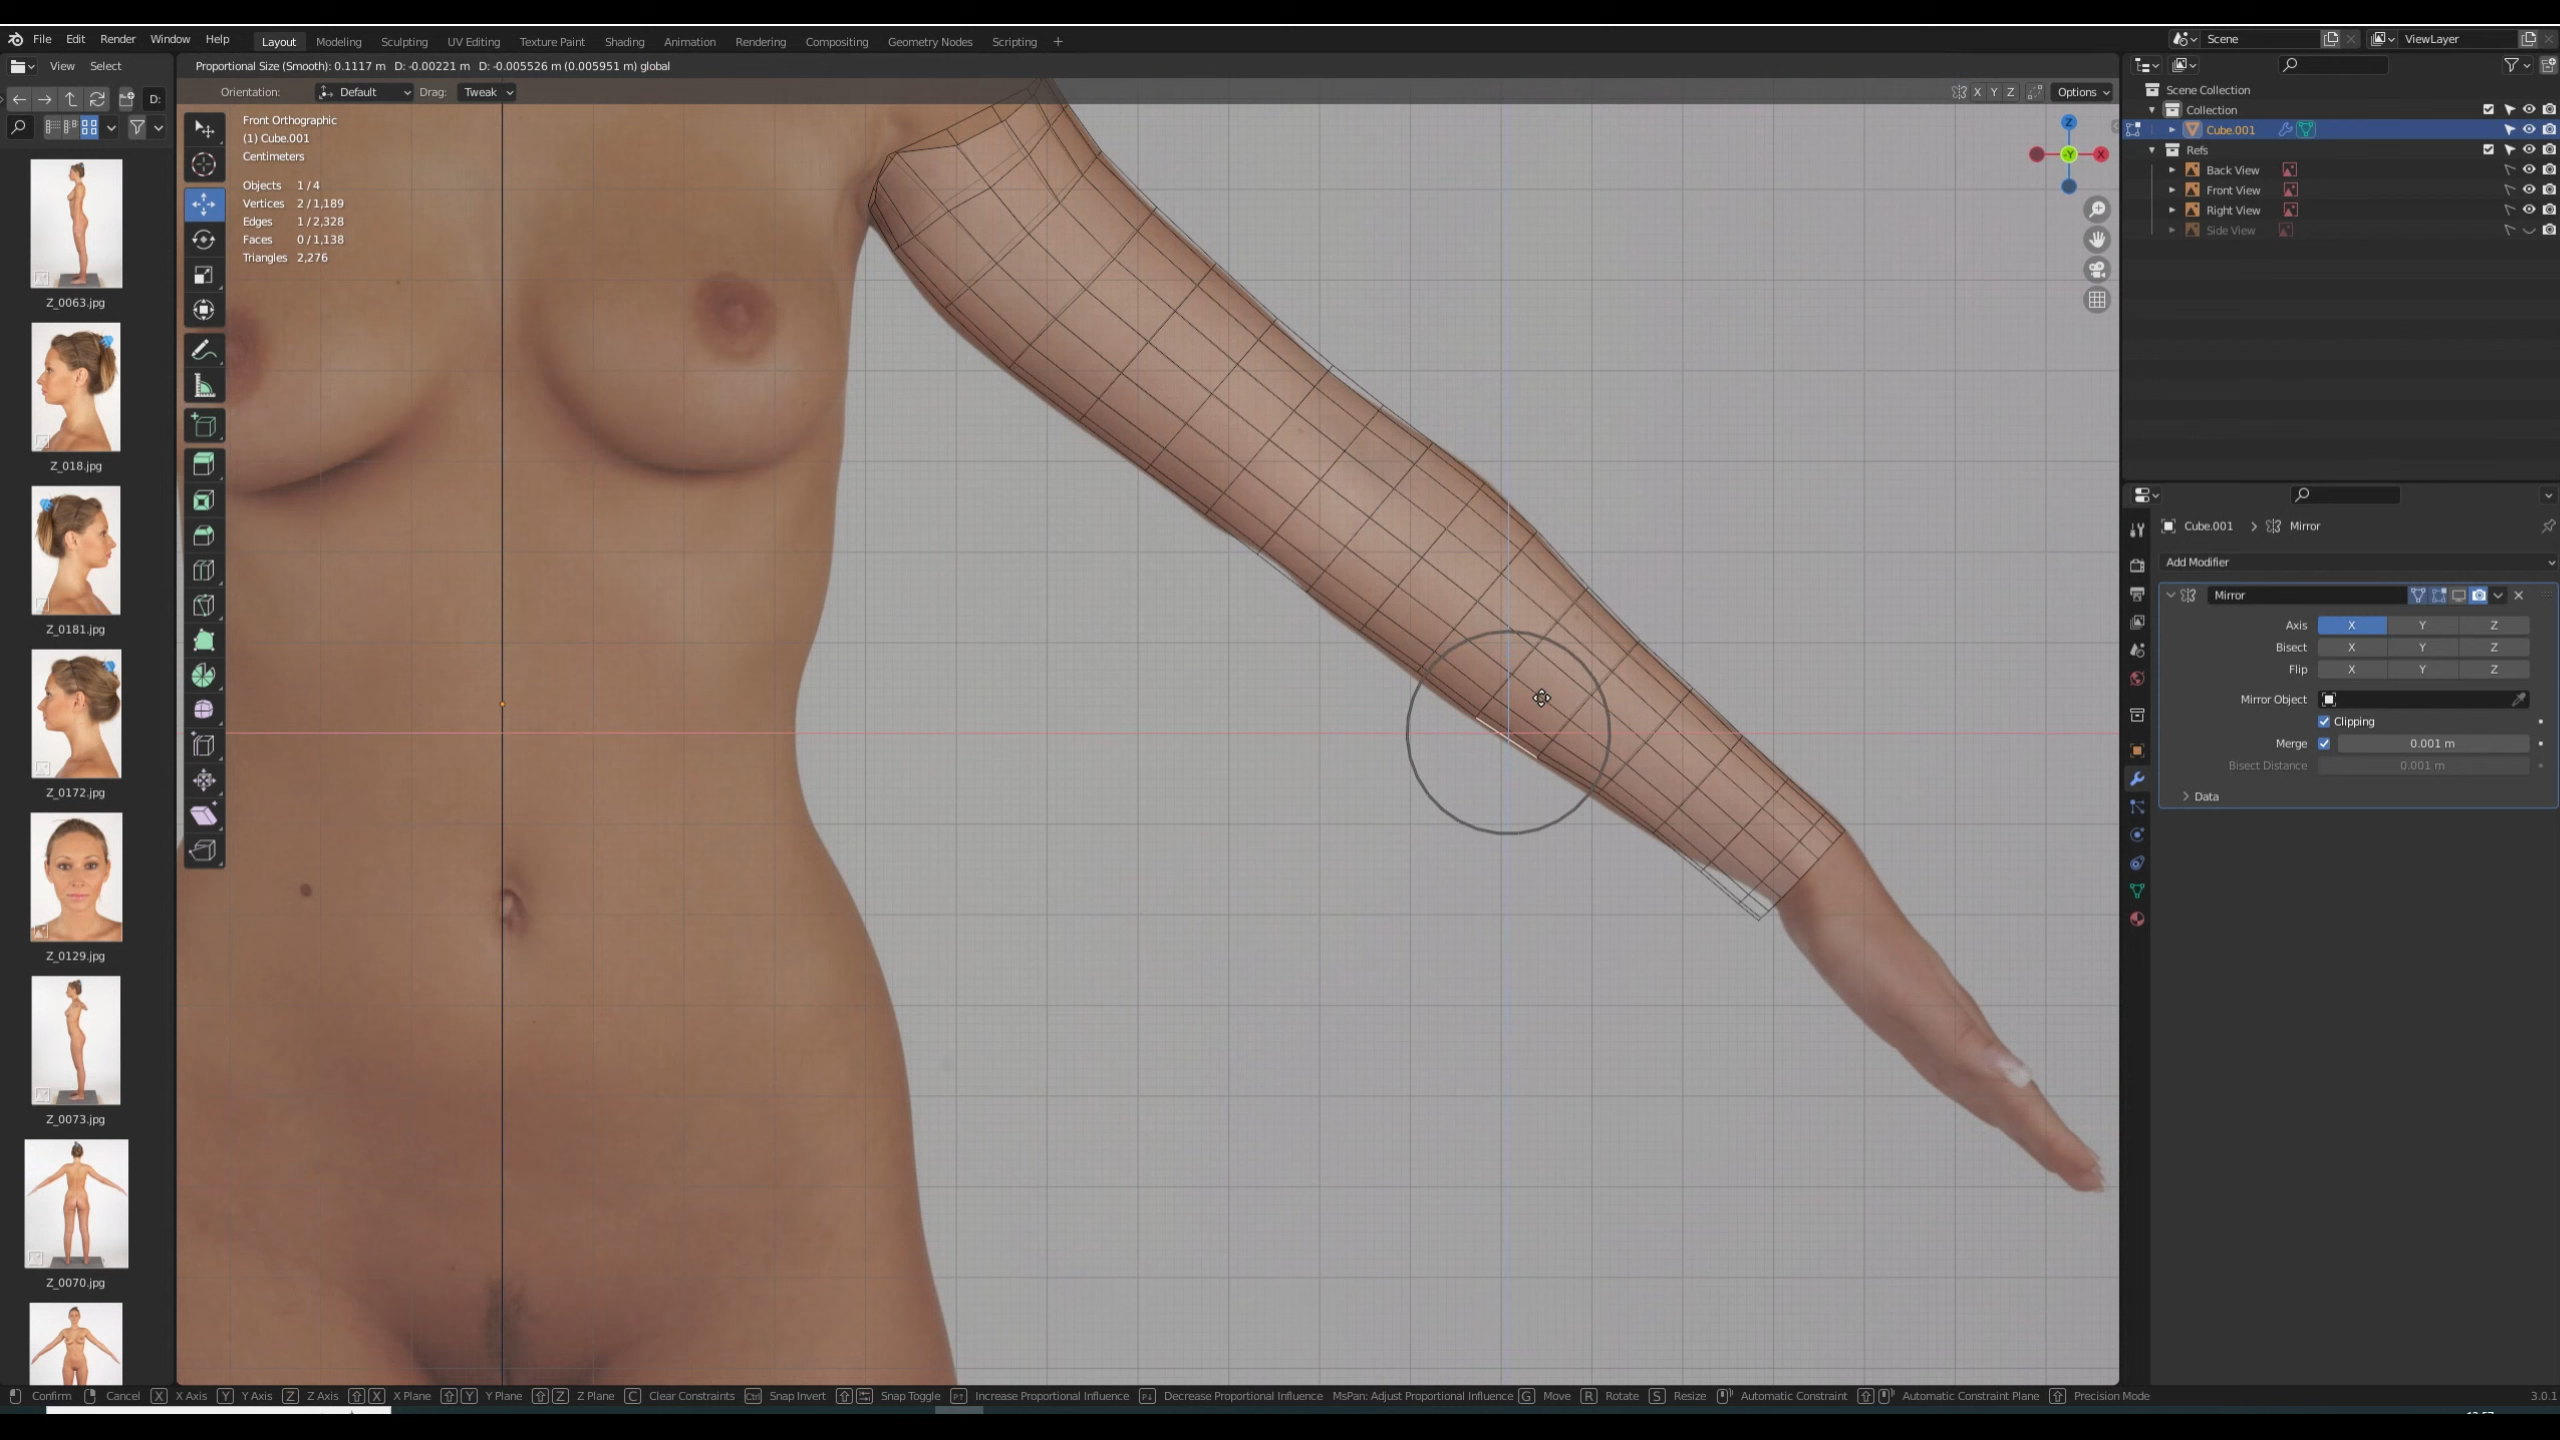 File Edit Render Window Help Layout Modeling Sculpting UV Editing Texture Paint Shading Animation Rendering Compositing Geometry Nodes Scripting + Scene ViewLayer
View Select
Proportional Size (Smooth): 0.1117 m D: -0.00221 m D: -0.005526 m (0.005951 m) global
D:
Orientation: Default Drag: Tweak X Y Z Options
Front Orthographic
(1) Cube.001
Centimeters
Objects 1 / 4
Vertices 2 / 1,189
Edges 1 / 2,328
Faces 0 / 1,138
Triangles 2,276
Z
Y
X
Z_0063.jpg
Z_018.jpg
Z_0181.jpg
Z_0172.jpg
Z_0129.jpg
Z_0073.jpg
Z_0070.jpg
Scene Collection
Collection
Cube.001
Refs
Back View
Front View
Right View
Side View
Cube.001 > Mirror
Add Modifier
Mirror
Axis X Y Z
Bisect X Y Z
Flip X Y Z
Mirror Object
Clipping
Merge 0.001 m
Bisect Distance 0.001 m
Data
Confirm Cancel X X Axis Y Y Axis Z Z Axis X X Plane Y Y Plane Z Z Plane C Clear Constraints Ctrl Snap Invert Snap Toggle Increase Proportional Influence Decrease Proportional Influence MsPan: Adjust Proportional Influence G Move R Rotate S Resize Automatic Constraint Automatic Constraint Plane Precision Mode 3.0.1